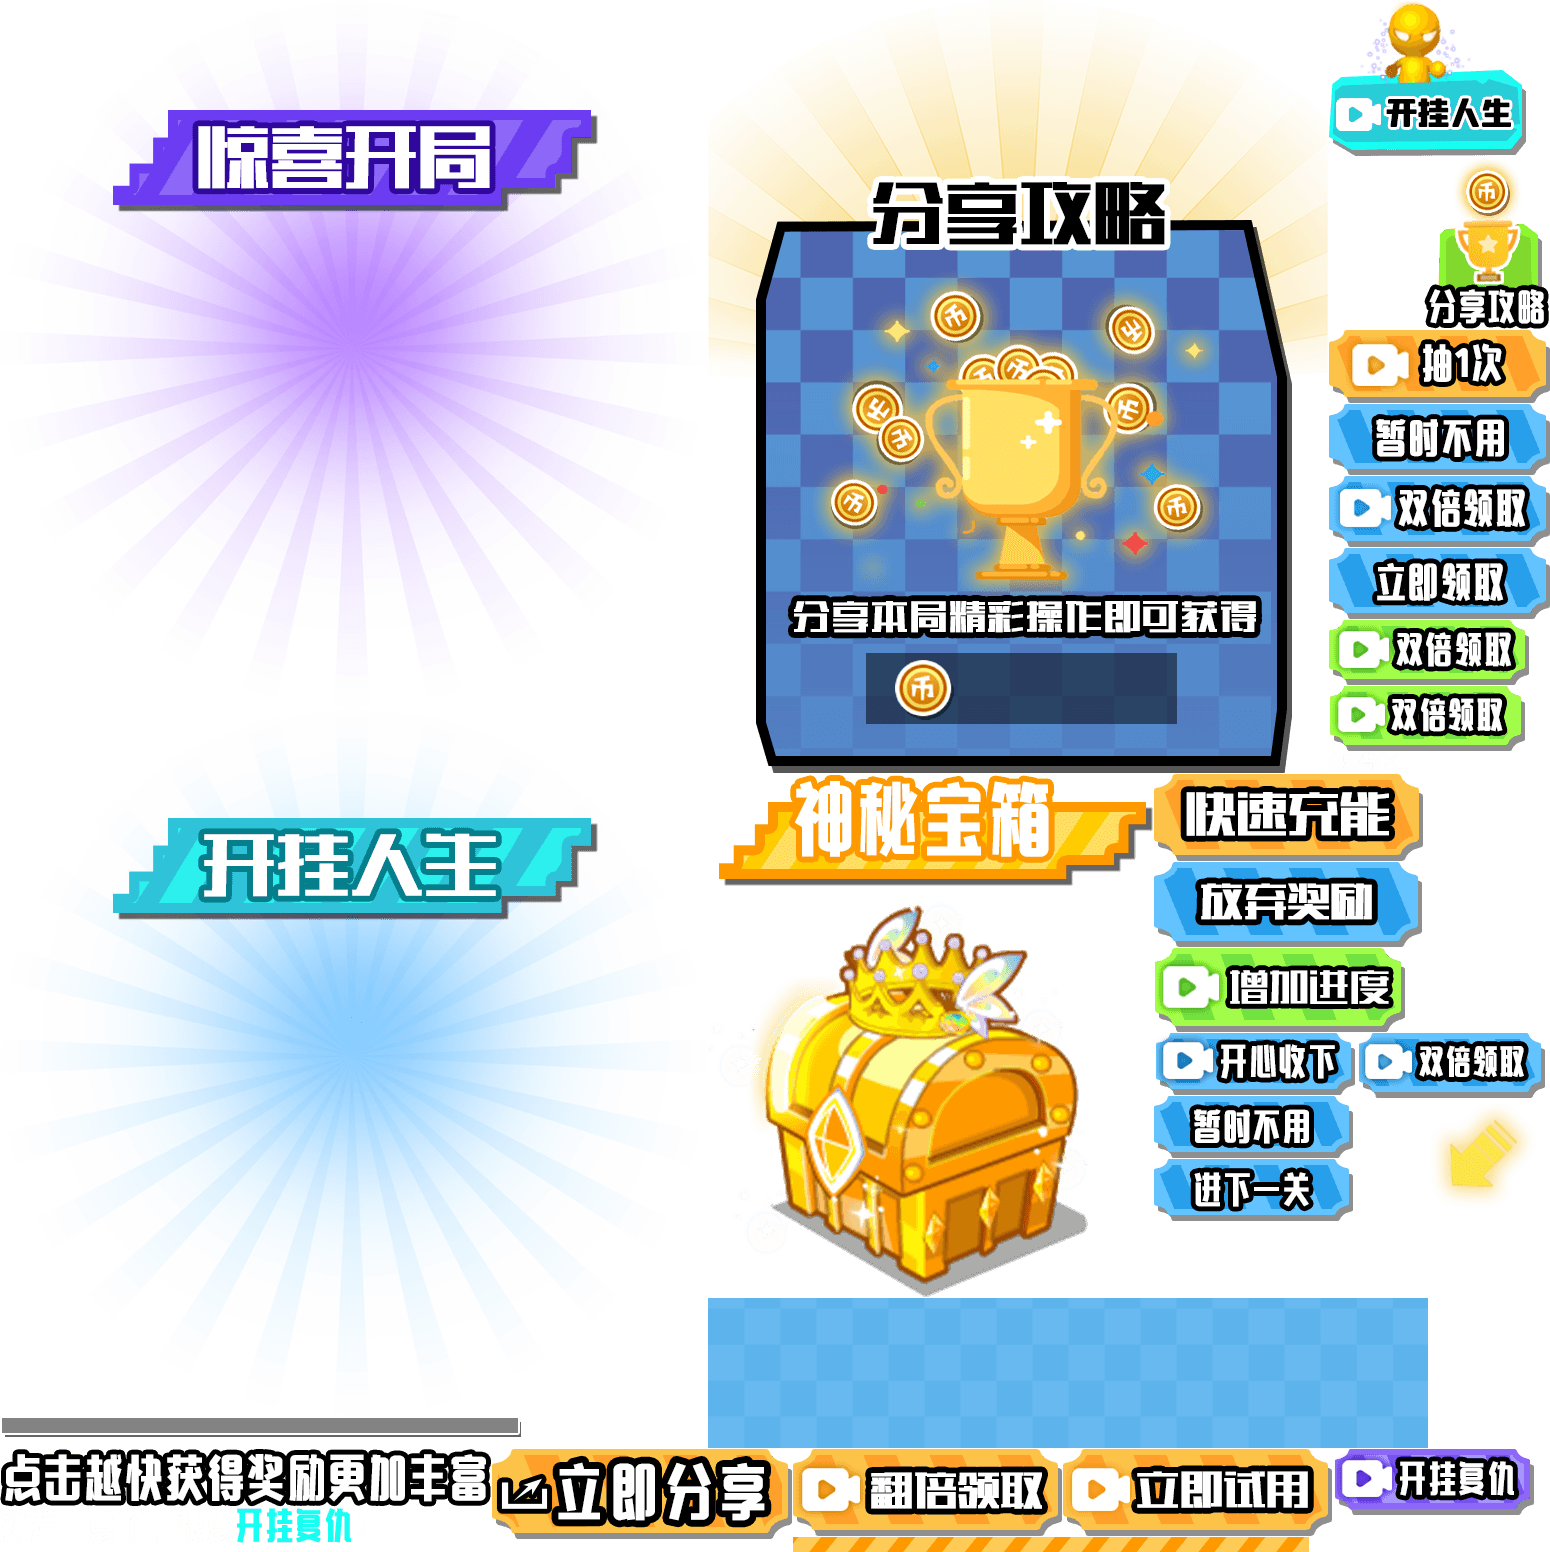 惊喜开局
分享攻略
币
分享本局精彩操作即可获得
币
开挂人生
币
分享攻略
抽1次
暂时不用
双倍领取
立即领取
双倍领取
双倍领取
开挂人生
神秘宝箱
快速充能
放弃奖励
增加进度
开心收下
双倍领取
暂时不用
进下一关
点击越快获得奖励更加丰富
开挂复仇
立即分享
翻倍领取
立即试用
开挂复仇